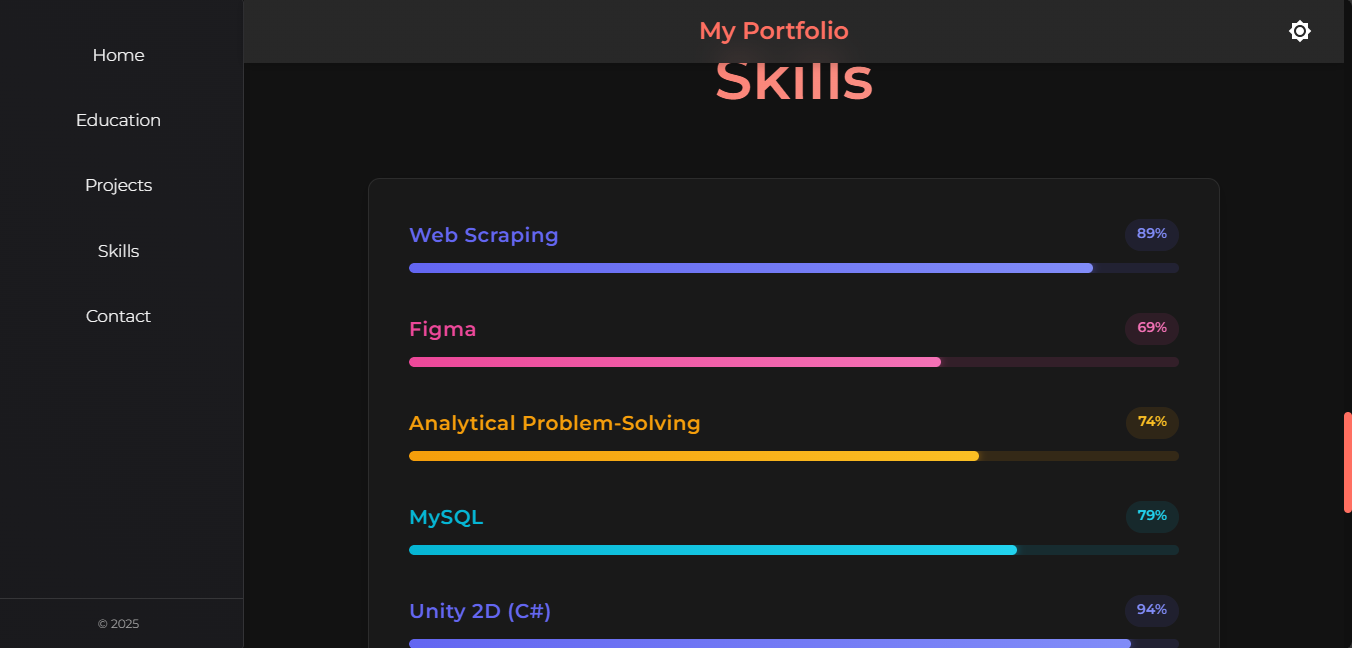 Home
Education
Projects
Skills
Contact
© 2025
My Portfolio
Skills
Web Scraping 89%
Figma 69%
Analytical Problem-Solving 74%
MySQL 79%
Unity 2D (C#) 94%